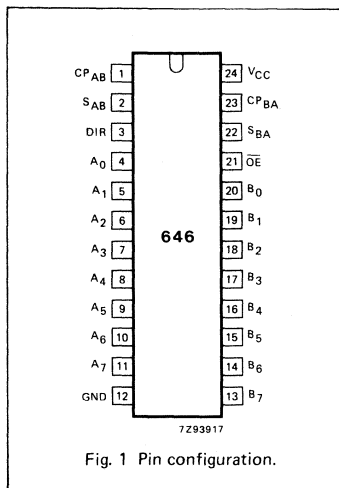 CPAB 1 24 VCC
SAB 2 23 CPBA
DIR 3 22 SBA
A0 4 21 OE
A1 5 20 B0
A2 6 19 B1
A3 7 18 B2
646
A4 8 17 B3
A5 9 16 B4
A6 10 15 B5
A7 11 14 B6
GND 12 13 B7
7Z93917
Fig. 1 Pin configuration.